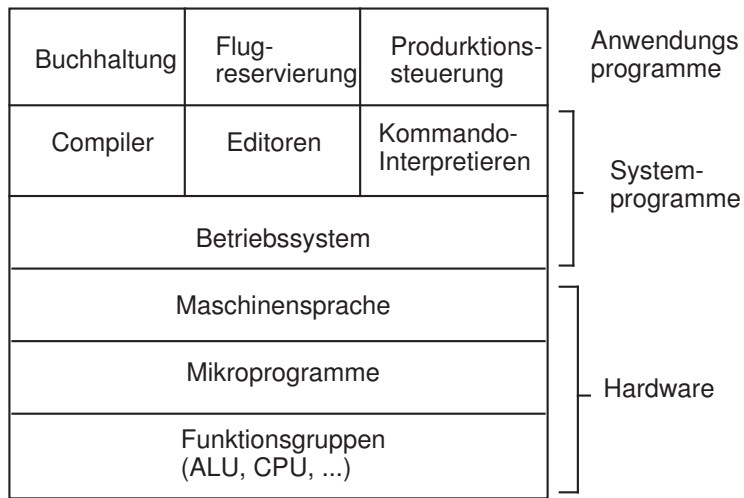 Buchhaltung
Flug-
reservierung
Produrktions-
steuerung
Anwendungs
programme
Compiler
Editoren
Kommando-
Interpretieren
System-
programme
Betriebssystem
Maschinensprache
Mikroprogramme
Hardware
Funktionsgruppen
(ALU, CPU, ...)